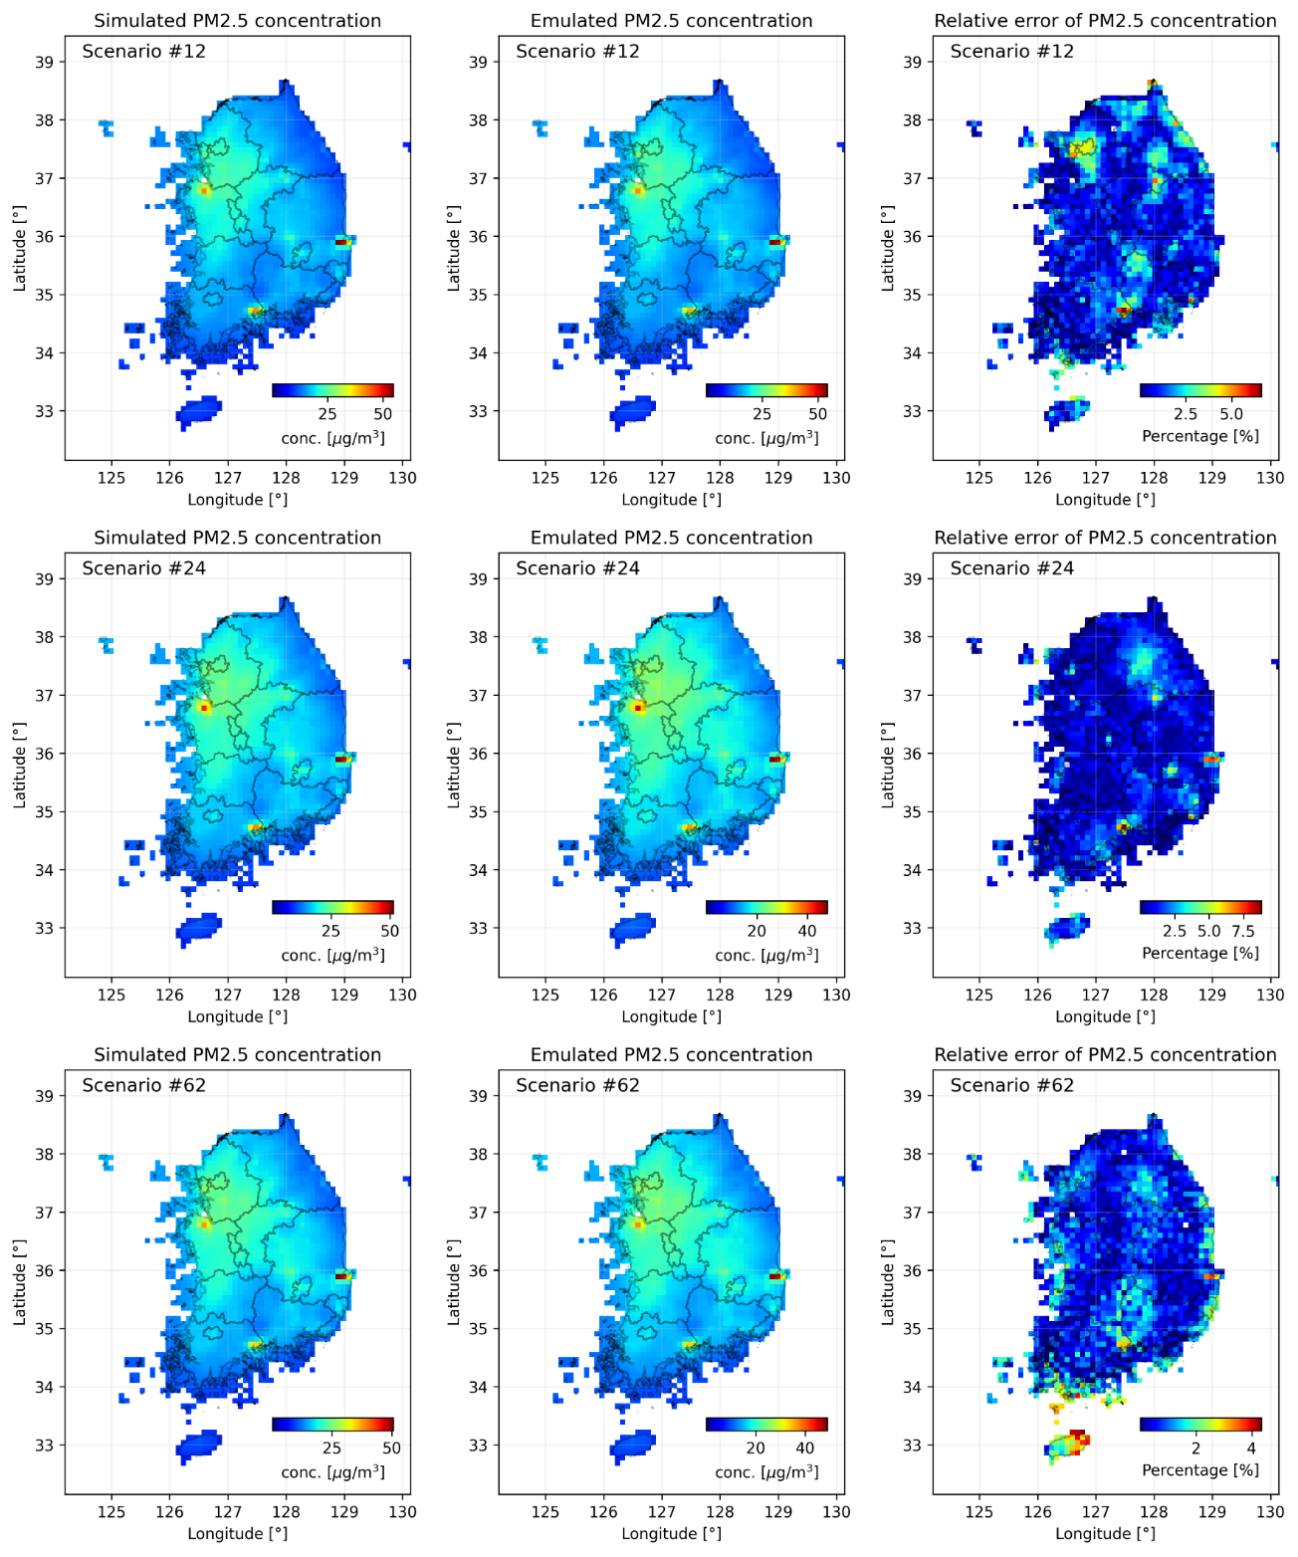 Simulated PM2.5 concentration
Scenario #12
39
38
37
36
35
34
33
Latitude [°]
25 50
conc. [μg/m³]
125 126 127 128 129 130
Longitude [°]
Emulated PM2.5 concentration
Scenario #12
39
38
37
36
35
34
33
Latitude [°]
25 50
conc. [μg/m³]
125 126 127 128 129 130
Longitude [°]
Relative error of PM2.5 concentration
Scenario #12
39
38
37
36
35
34
33
Latitude [°]
2.5 5.0
Percentage [%]
125 126 127 128 129 130
Longitude [°]
Simulated PM2.5 concentration
Scenario #24
39
38
37
36
35
34
33
Latitude [°]
25 50
conc. [μg/m³]
125 126 127 128 129 130
Longitude [°]
Emulated PM2.5 concentration
Scenario #24
39
38
37
36
35
34
33
Latitude [°]
20 40
conc. [μg/m³]
125 126 127 128 129 130
Longitude [°]
Relative error of PM2.5 concentration
Scenario #24
39
38
37
36
35
34
33
Latitude [°]
2.5 5.0 7.5
Percentage [%]
125 126 127 128 129 130
Longitude [°]
Simulated PM2.5 concentration
Scenario #62
39
38
37
36
35
34
33
Latitude [°]
25 50
conc. [μg/m³]
125 126 127 128 129 130
Longitude [°]
Emulated PM2.5 concentration
Scenario #62
39
38
37
36
35
34
33
Latitude [°]
20 40
conc. [μg/m³]
125 126 127 128 129 130
Longitude [°]
Relative error of PM2.5 concentration
Scenario #62
39
38
37
36
35
34
33
Latitude [°]
2 4
Percentage [%]
125 126 127 128 129 130
Longitude [°]